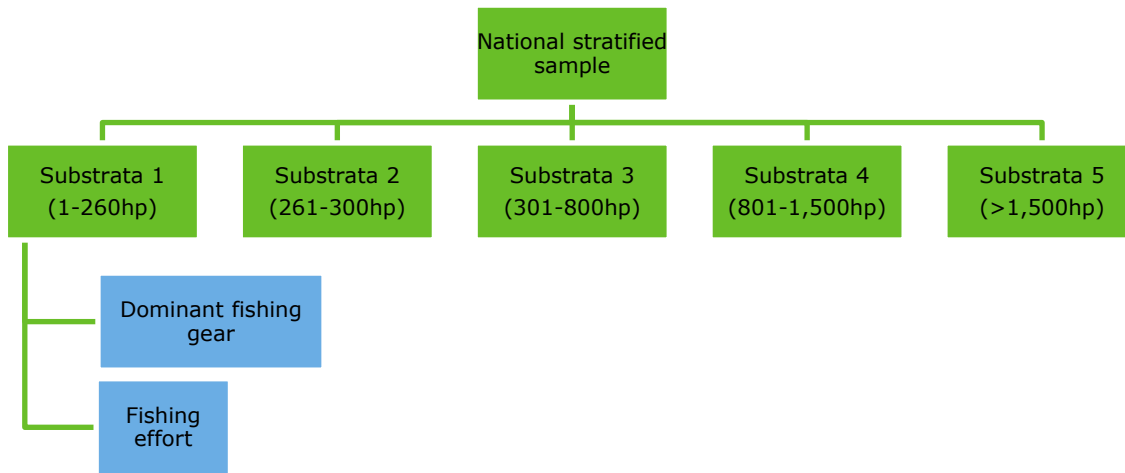 National stratified
sample
Substrata 1
(1-260hp)
Substrata 2
(261-300hp)
Substrata 3
(301-800hp)
Substrata 4
(801-1,500hp)
Substrata 5
(>1,500hp)
Dominant fishing
gear
Fishing
effort